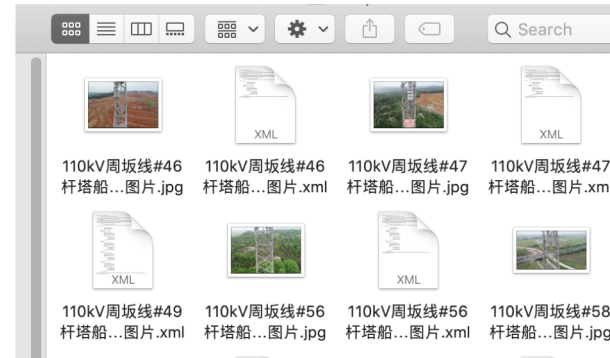 Search
XML
XML
110kV周坂线#46
杆塔船...图片.jpg
110kV周坂线#46
杆塔船...图片.xml
110kV周坂线#47
杆塔船...图片.jpg
110kV周坂线#47
杆塔船...图片.xm
XML
XML
110kV周坂线#49
杆塔船...图片.xml
110kV周坂线#56
杆塔船...图片.jpg
110kV周坂线#56
杆塔船...图片.xml
110kV周坂线#58
杆塔船...图片.jpg